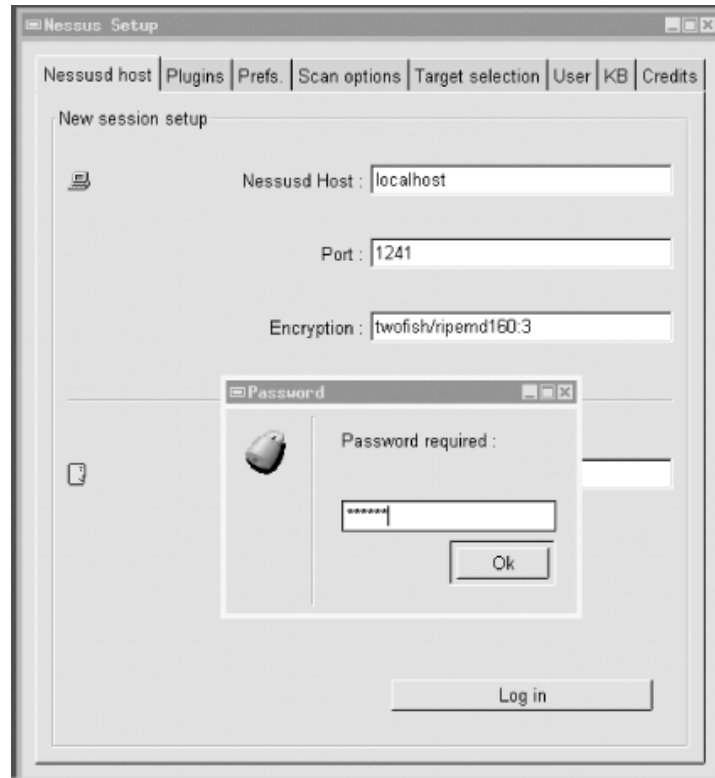 Nessus Setup
Nessusd host Plugins Prefs. Scan options Target selection User KB Credits
New session setup
Nessusd Host : localhost
Port : 1241
Encryption : twofish/ripemd160:3
Password
Password required :
******
Ok
Log in